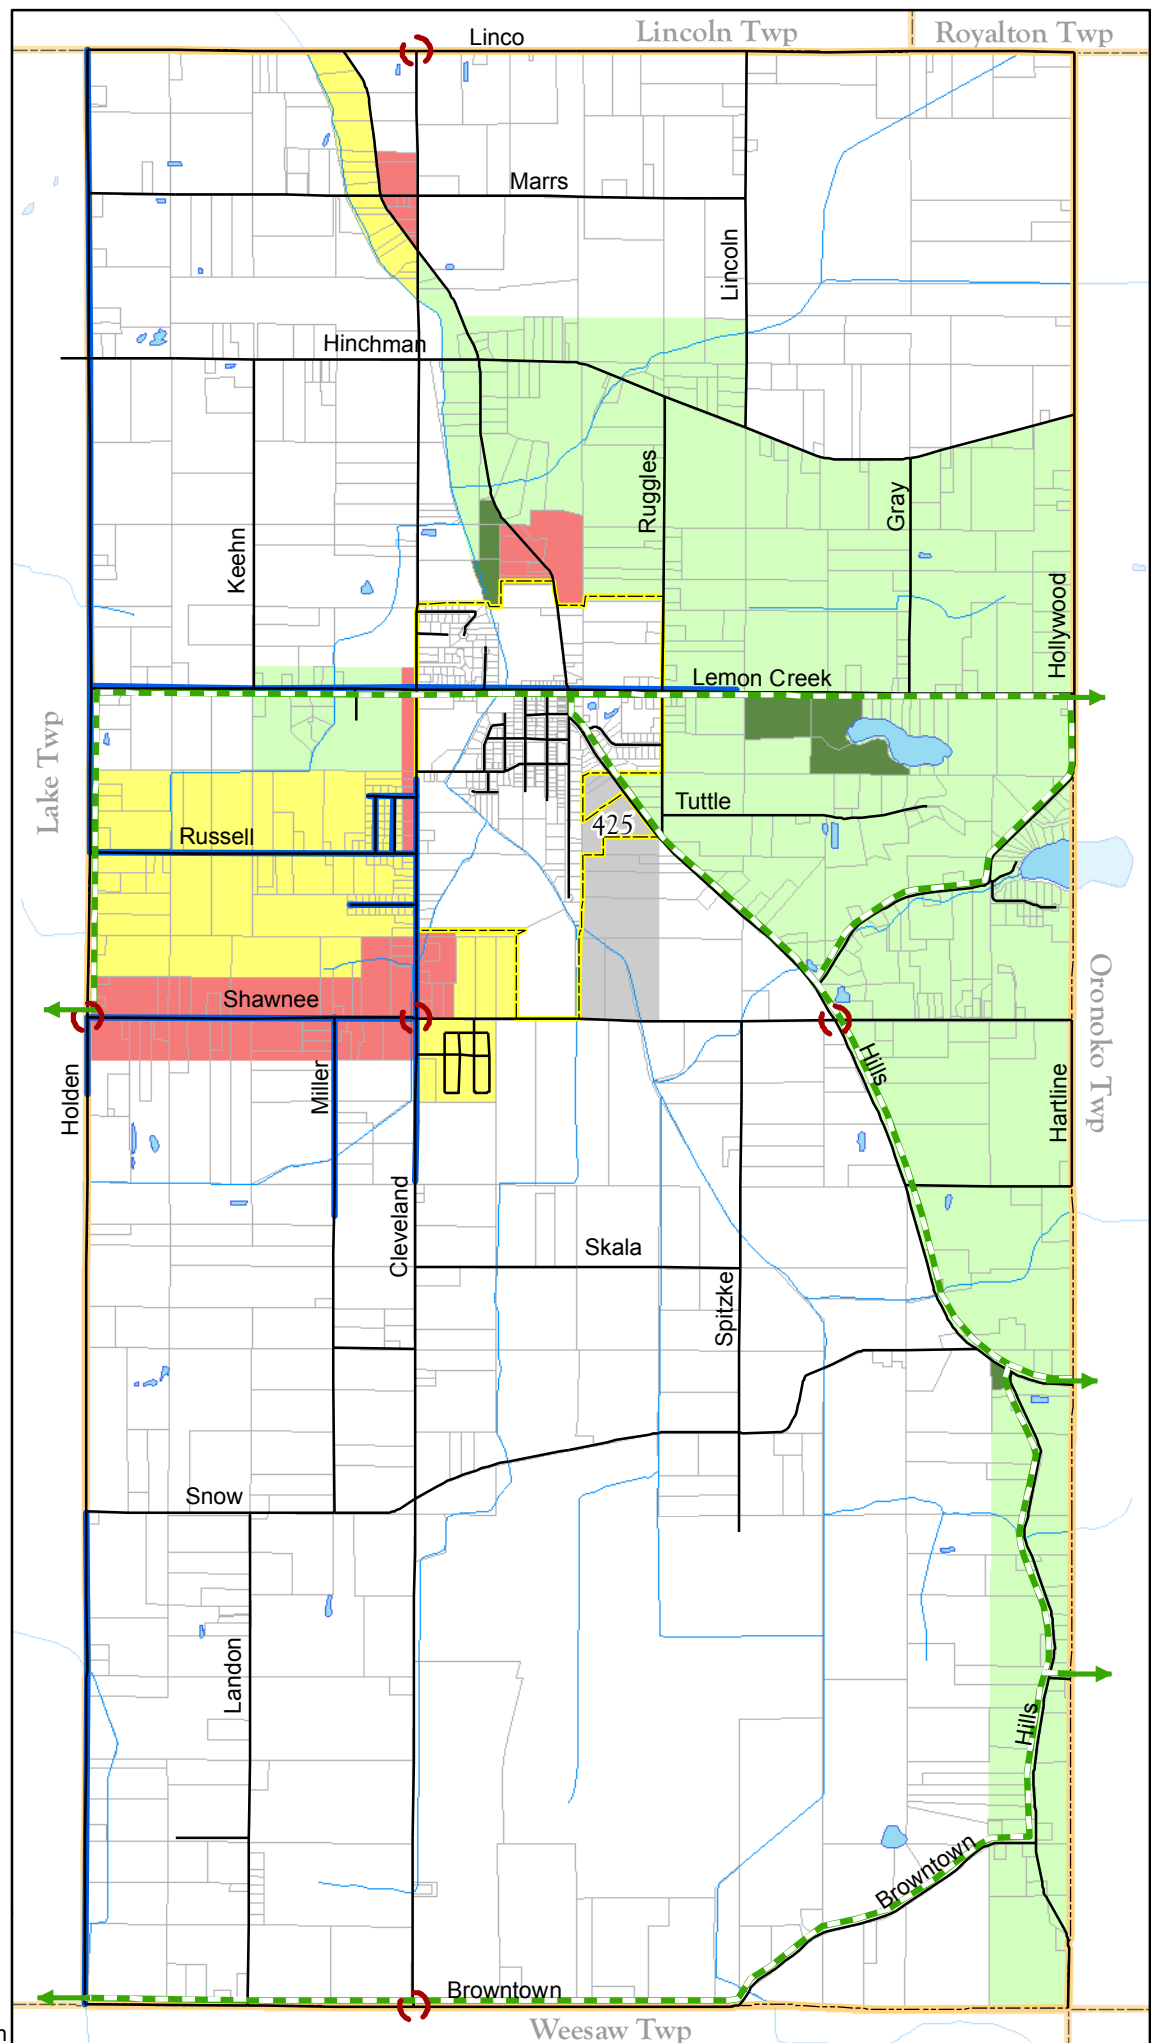 Lincoln Twp
Royalton Twp
Linco
Marrs
Lincoln
Hinchman
Ruggles
Gray
Keehn
Hollywood
Lemon Creek
Lake Twp
Tuttle
425
Russell
Shawnee
Oronoko Twp
Hills
Holden
Miller
Hartline
Cleveland
Skala
Spitzke
Snow
Landon
Hills
Browntown
Browntown
Weesaw Twp